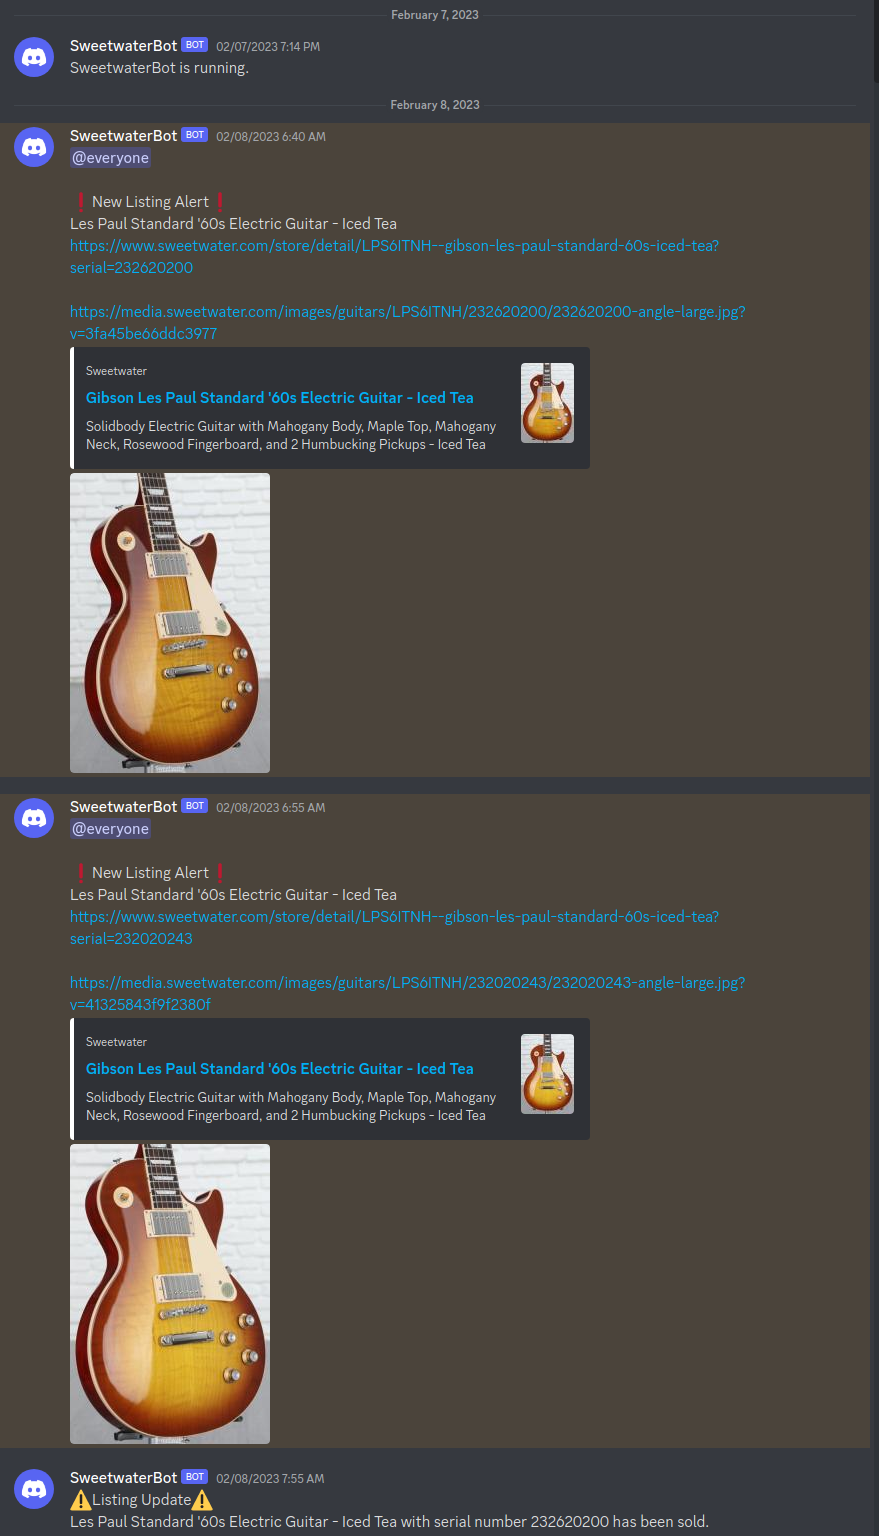 February 7, 2023
SweetwaterBot BOT 02/07/2023 7:14 PM
SweetwaterBot is running.
February 8, 2023
SweetwaterBot BOT 02/08/2023 6:40 AM
@everyone
❗ New Listing Alert ❗
Les Paul Standard '60s Electric Guitar - Iced Tea
https://www.sweetwater.com/store/detail/LPS6ITNH--gibson-les-paul-standard-60s-iced-tea?
serial=232620200
https://media.sweetwater.com/images/guitars/LPS6ITNH/232620200/232620200-angle-large.jpg?
v=3fa45be66ddc3977
Sweetwater
Gibson Les Paul Standard '60s Electric Guitar - Iced Tea
Solidbody Electric Guitar with Mahogany Body, Maple Top, Mahogany
Neck, Rosewood Fingerboard, and 2 Humbucking Pickups - Iced Tea
SweetwaterBot BOT 02/08/2023 6:55 AM
@everyone
❗ New Listing Alert ❗
Les Paul Standard '60s Electric Guitar - Iced Tea
https://www.sweetwater.com/store/detail/LPS6ITNH--gibson-les-paul-standard-60s-iced-tea?
serial=232020243
https://media.sweetwater.com/images/guitars/LPS6ITNH/232020243/232020243-angle-large.jpg?
v=41325843f9f2380f
Sweetwater
Gibson Les Paul Standard '60s Electric Guitar - Iced Tea
Solidbody Electric Guitar with Mahogany Body, Maple Top, Mahogany
Neck, Rosewood Fingerboard, and 2 Humbucking Pickups - Iced Tea
SweetwaterBot BOT 02/08/2023 7:55 AM
⚠️Listing Update⚠️
Les Paul Standard '60s Electric Guitar - Iced Tea with serial number 232620200 has been sold.